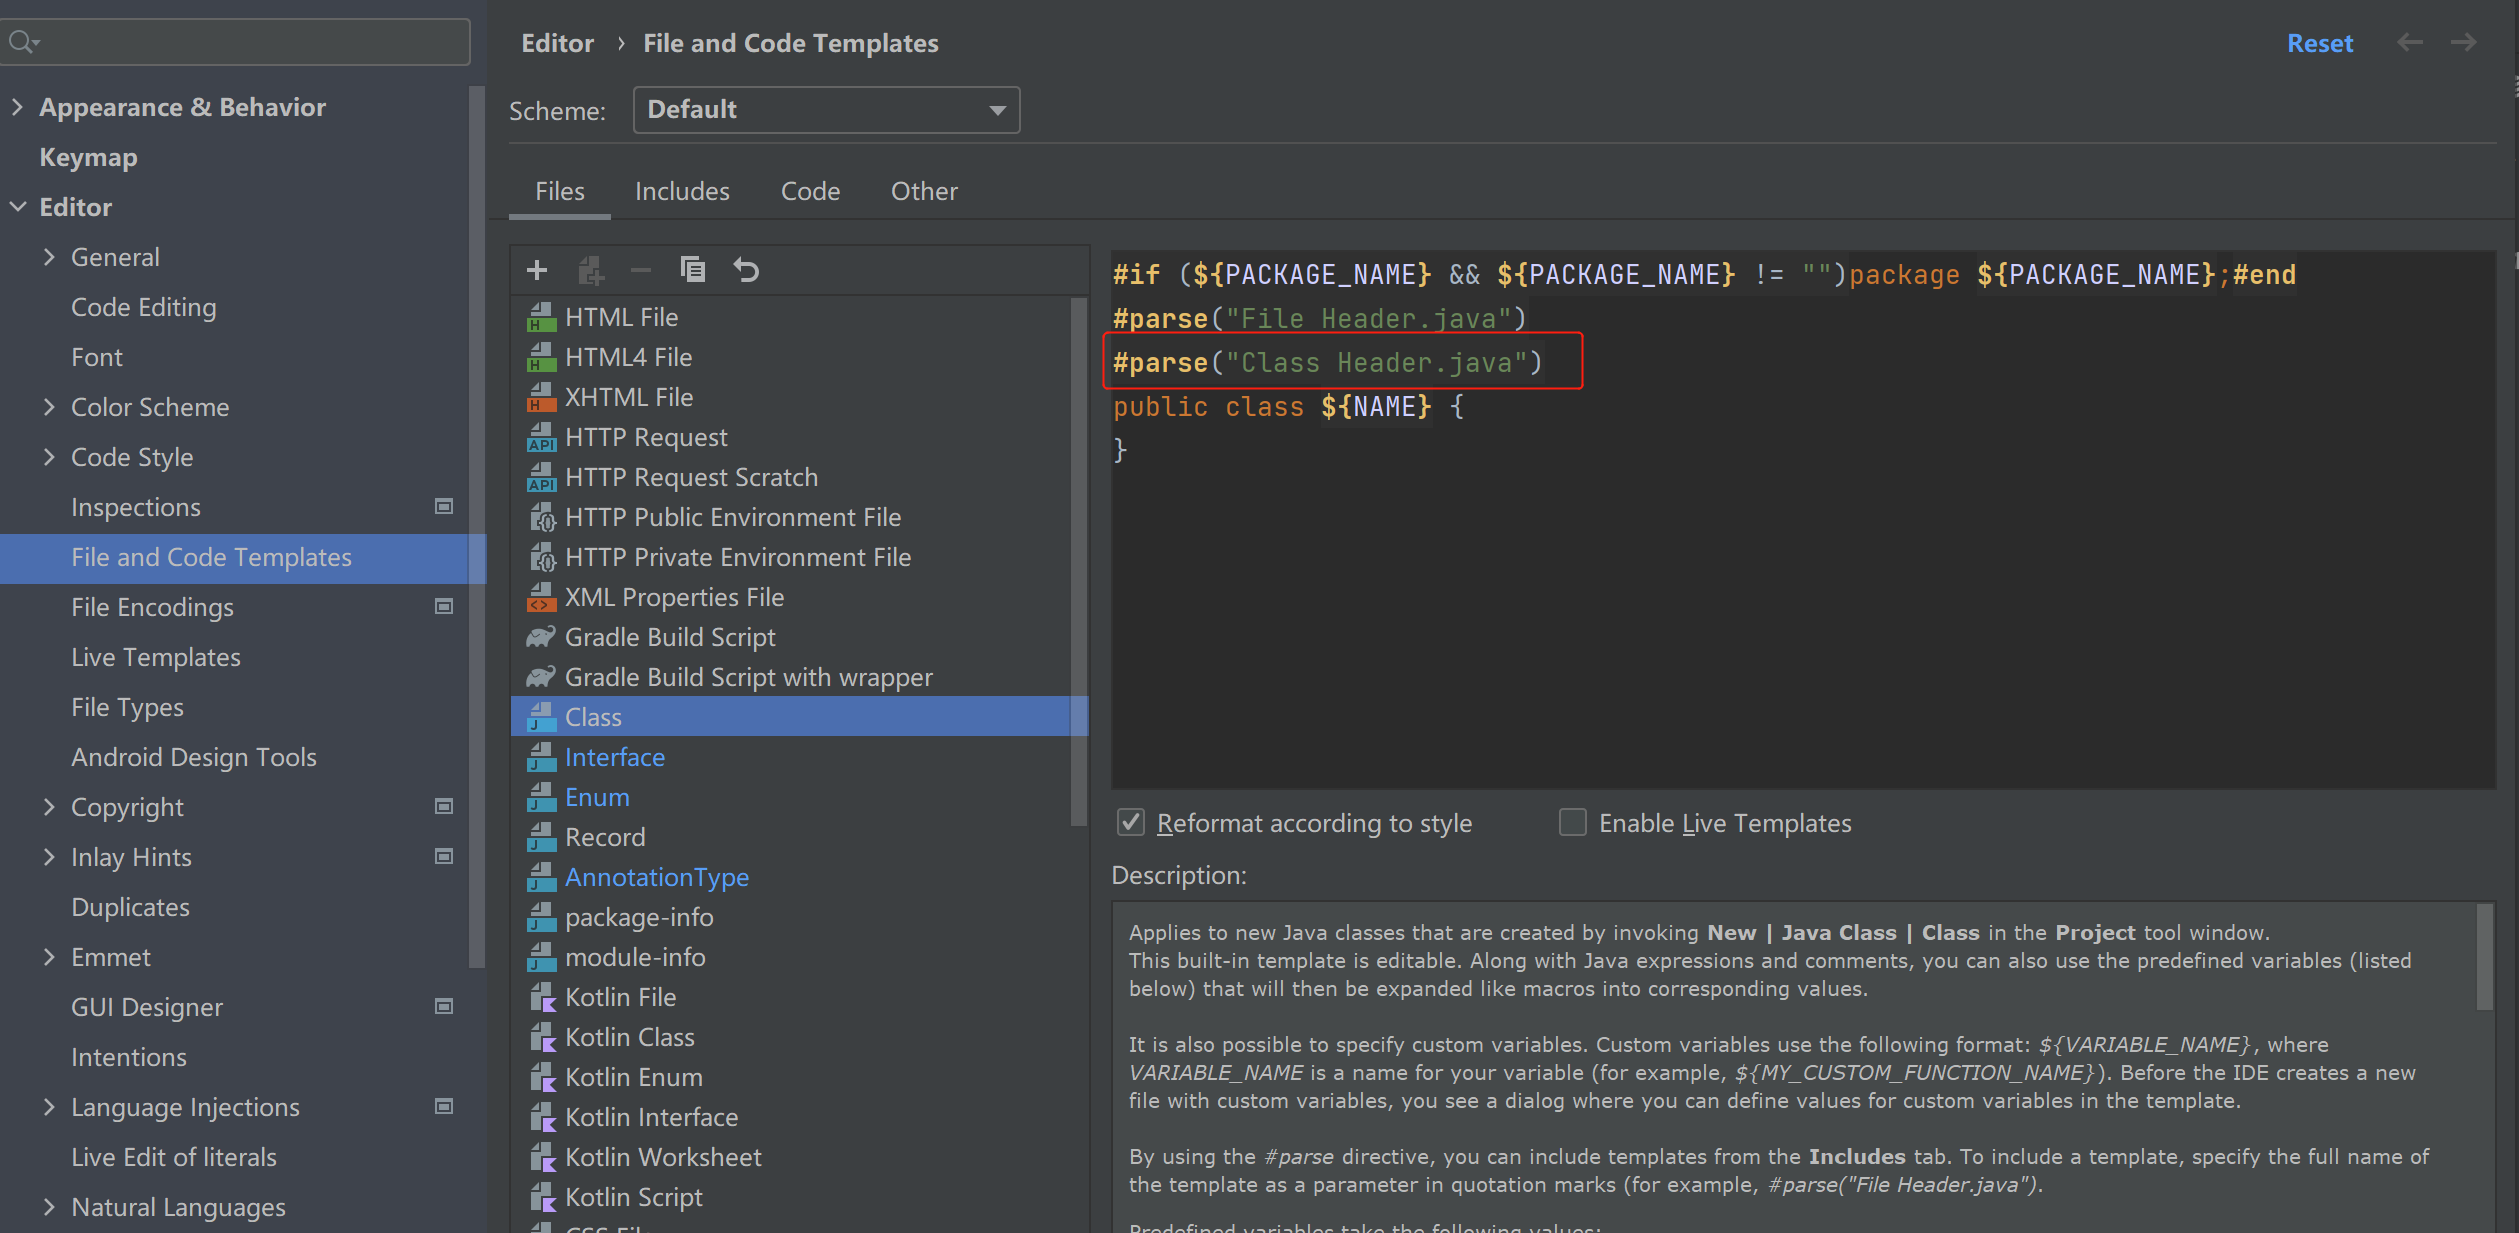 Appearance & Behavior
Keymap
Editor
General
Code Editing
Font
Color Scheme
Code Style
Inspections
File and Code Templates
File Encodings
Live Templates
File Types
Android Design Tools
Copyright
Inlay Hints
Duplicates
Emmet
GUI Designer
Intentions
Language Injections
Live Edit of literals
Natural Languages
Editor › File and Code Templates
Reset
Scheme: Default
Files Includes Code Other
HTML File
HTML4 File
XHTML File
HTTP Request
HTTP Request Scratch
HTTP Public Environment File
HTTP Private Environment File
XML Properties File
Gradle Build Script
Gradle Build Script with wrapper
Class
Interface
Enum
Record
AnnotationType
package-info
module-info
Kotlin File
Kotlin Class
Kotlin Enum
Kotlin Interface
Kotlin Worksheet
Kotlin Script
#if (${PACKAGE_NAME} && ${PACKAGE_NAME} != "")package ${PACKAGE_NAME};#end
#parse("File Header.java")
#parse("Class Header.java")
public class ${NAME} {
}
Reformat according to style Enable Live Templates
Description:
Applies to new Java classes that are created by invoking New | Java Class | Class in the Project tool window.
This built-in template is editable. Along with Java expressions and comments, you can also use the predefined variables (listed
below) that will then be expanded like macros into corresponding values.
It is also possible to specify custom variables. Custom variables use the following format: ${VARIABLE_NAME}, where
VARIABLE_NAME is a name for your variable (for example, ${MY_CUSTOM_FUNCTION_NAME}). Before the IDE creates a new
file with custom variables, you see a dialog where you can define values for custom variables in the template.
By using the #parse directive, you can include templates from the Includes tab. To include a template, specify the full name of
the template as a parameter in quotation marks (for example, #parse("File Header.java").
Predefined variables take the following values: